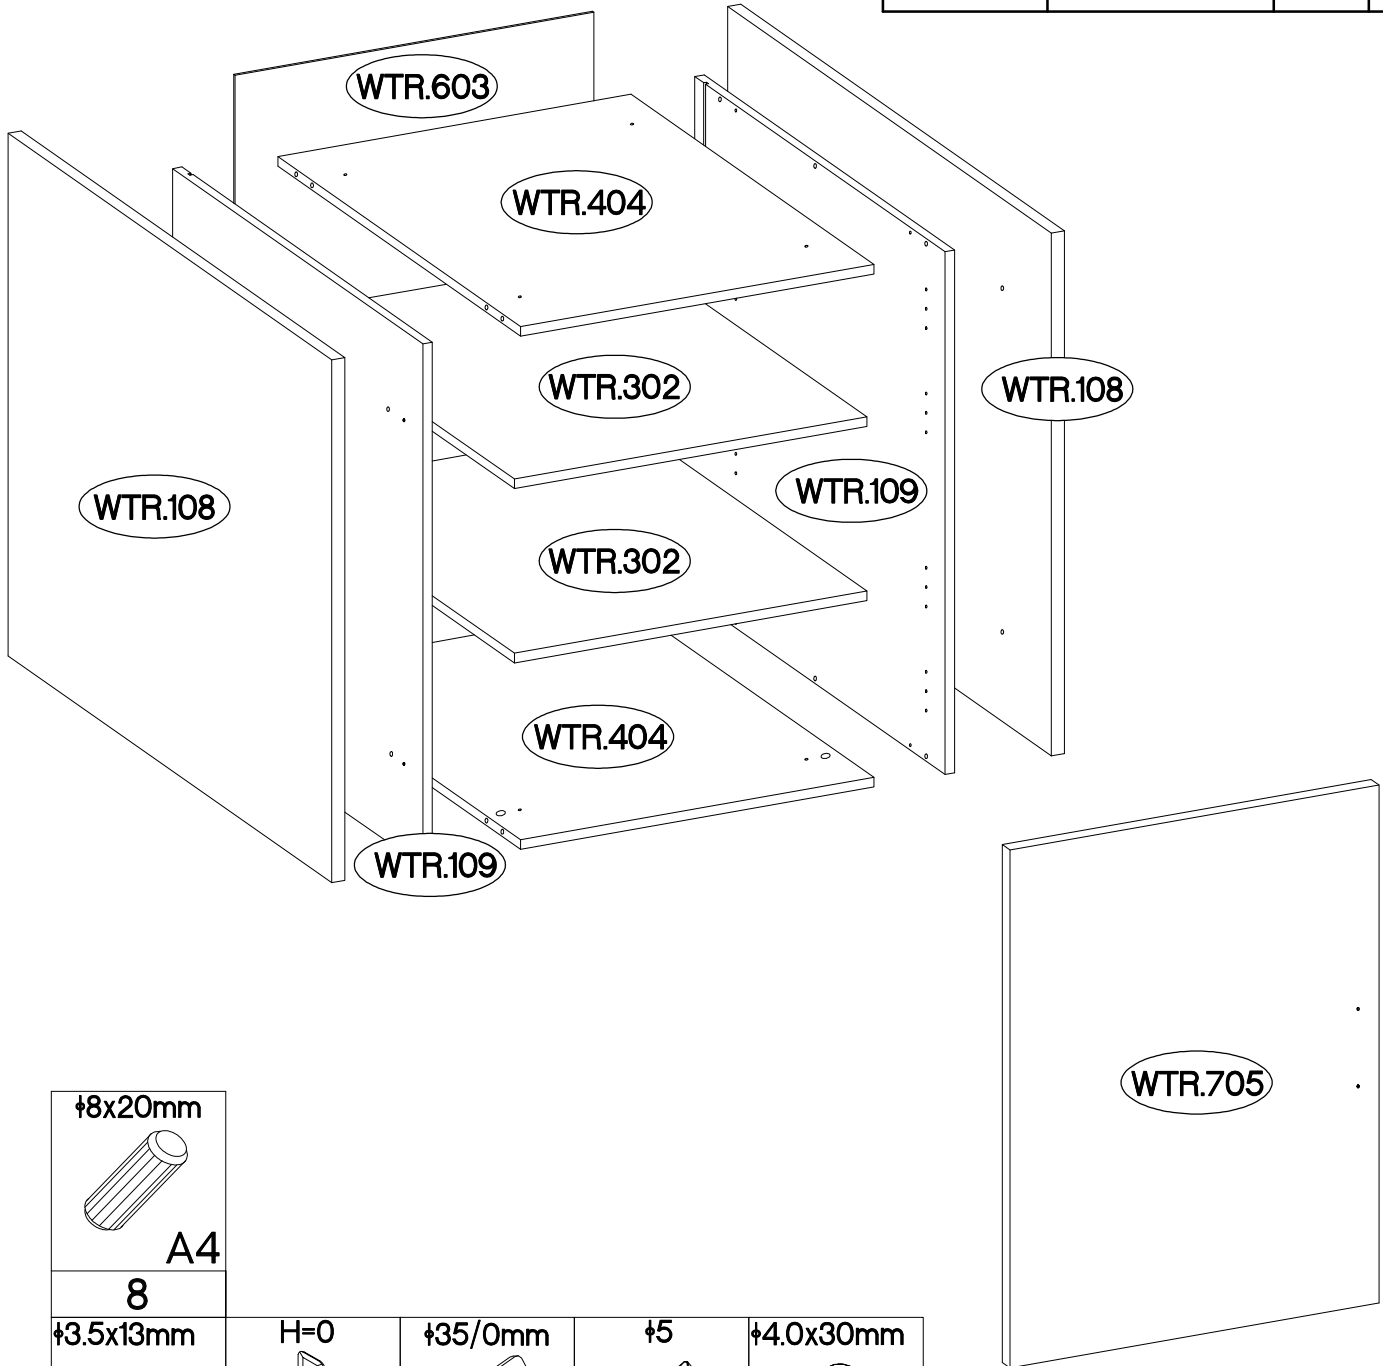 WTR.603
WTR.404
WTR.302
WTR.108
WTR.109
WTR.108
WTR.302
WTR.404
WTR.109
WTR.705
ϕ8x20mm
A4
8
ϕ3.5x13mm H=0 ϕ35/0mm ϕ5 ϕ4.0x30mm